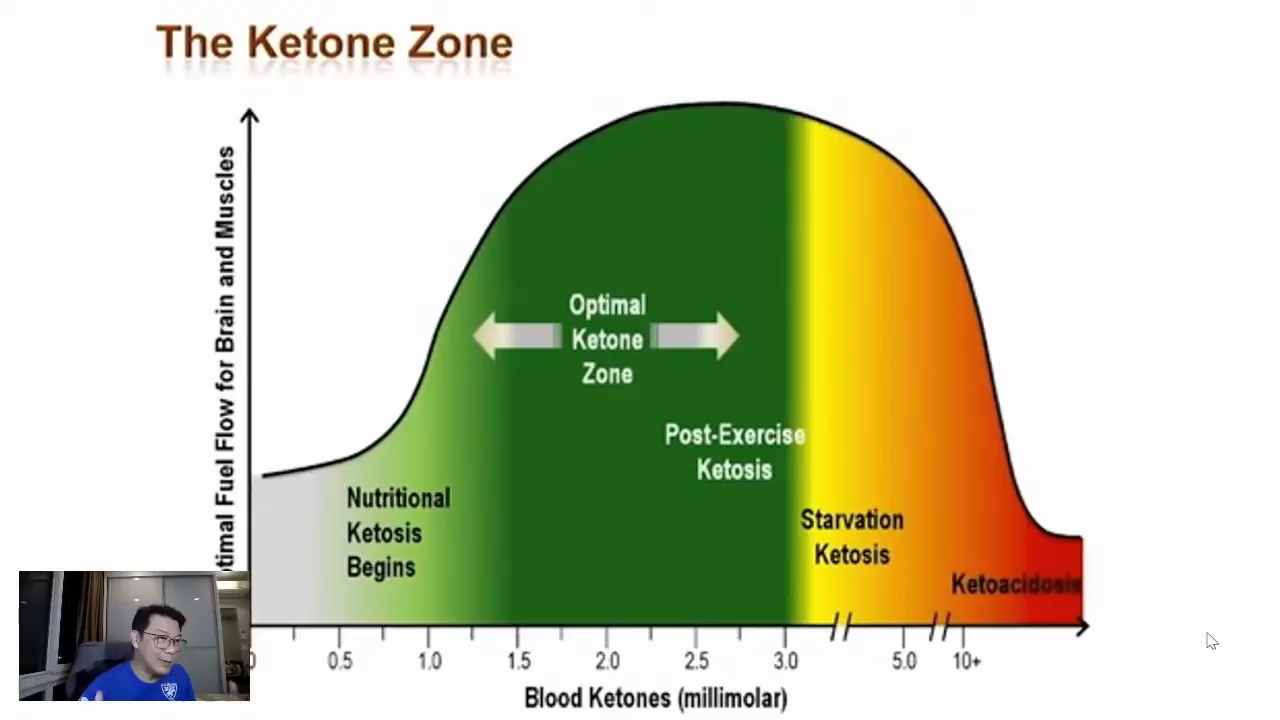 The Ketone Zone
Fuel Flow for Brain and Muscles
Optimal
Ketone
Zone
Post-Exercise
Ketosis
Nutritional
Ketosis
Begins
Starvation
Ketosis
Ketoacidosis
0.5 1.0 1.5 2.0 2.5 3.0 5.0 10+
Blood Ketones (millimolar)